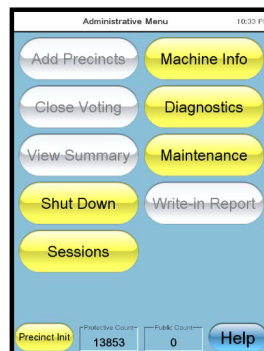 Administrative Menu 10:33 P
Add Precincts Machine Info
Close Voting Diagnostics
View Summary Maintenance
Shut Down Write-in Report
Sessions
Protective Count Public Count
Precinct Init 13853 0 Help